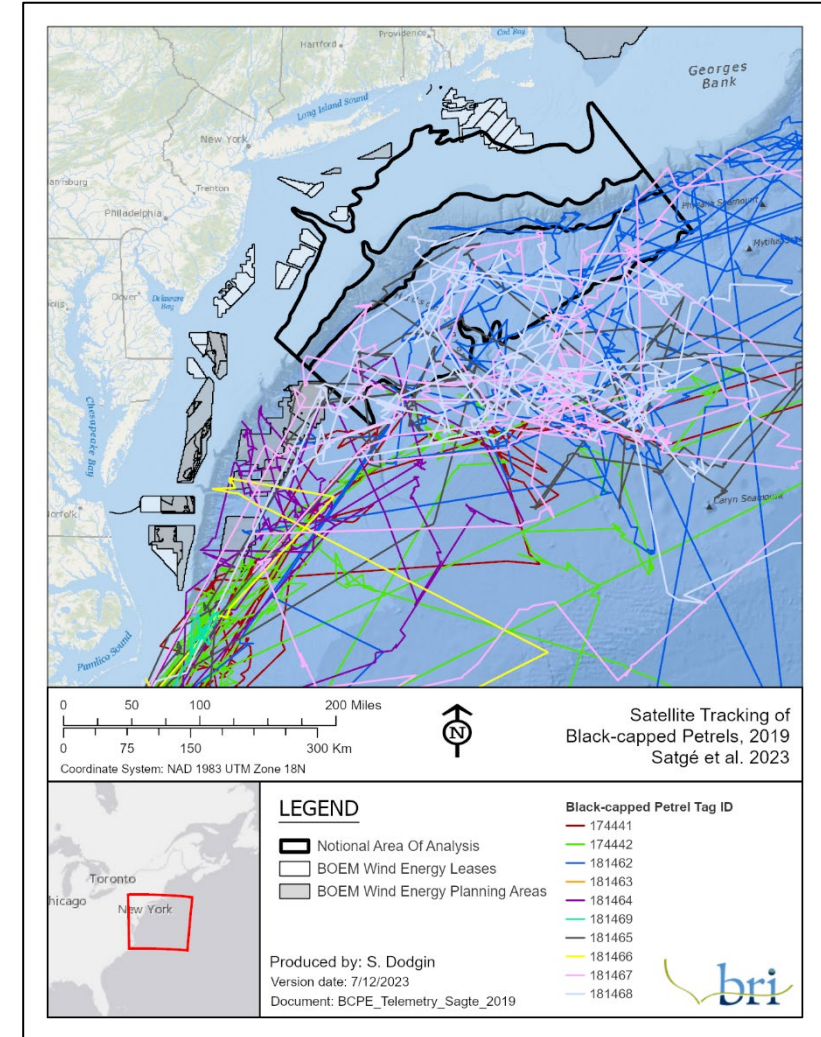 Hartford
Providence
Cod Bay
Georges
Bank
Long Island Sound
New York
Trenton
Philadelphia
Physalia Seamount
Dover
Delaware
Bay
Chesapeake Bay
Caryn Seamount
Pamlico Sound
0 50 100 200 Miles
0 75 150 300 Km
Coordinate System: NAD 1983 UTM Zone 18N
N
Satellite Tracking of
Black-capped Petrels, 2019
Satgé et al. 2023
Toronto
hicago
New York
LEGEND
Notional Area Of Analysis
BOEM Wind Energy Leases
BOEM Wind Energy Planning Areas
Produced by: S. Dodgin
Version date: 7/12/2023
Document: BCPE_Telemetry_Sagte_2019
Black-capped Petrel Tag ID
174441
174442
181462
181463
181464
181469
181465
181466
181467
181468
bri